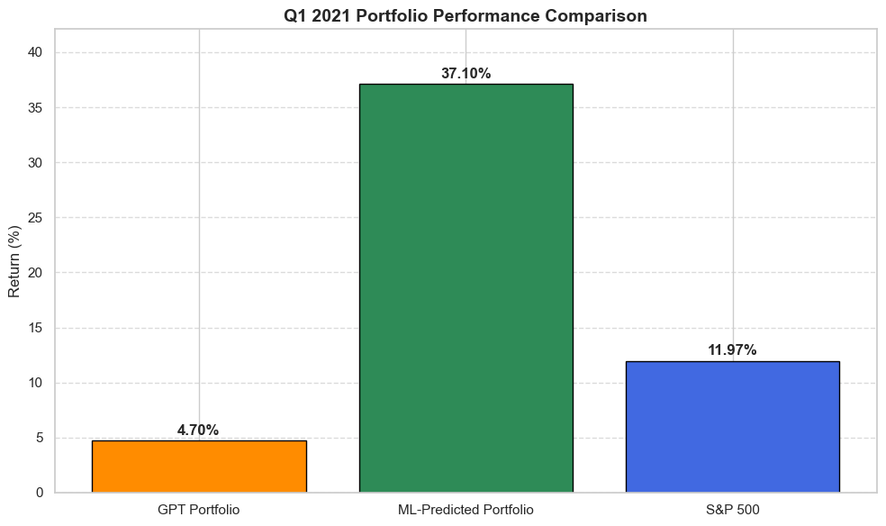 Q1 2021 Portfolio Performance Comparison
40
35
30
25
20
15
10
5
0
Return (%)
4.70%
37.10%
11.97%
GPT Portfolio
ML-Predicted Portfolio
S&P 500